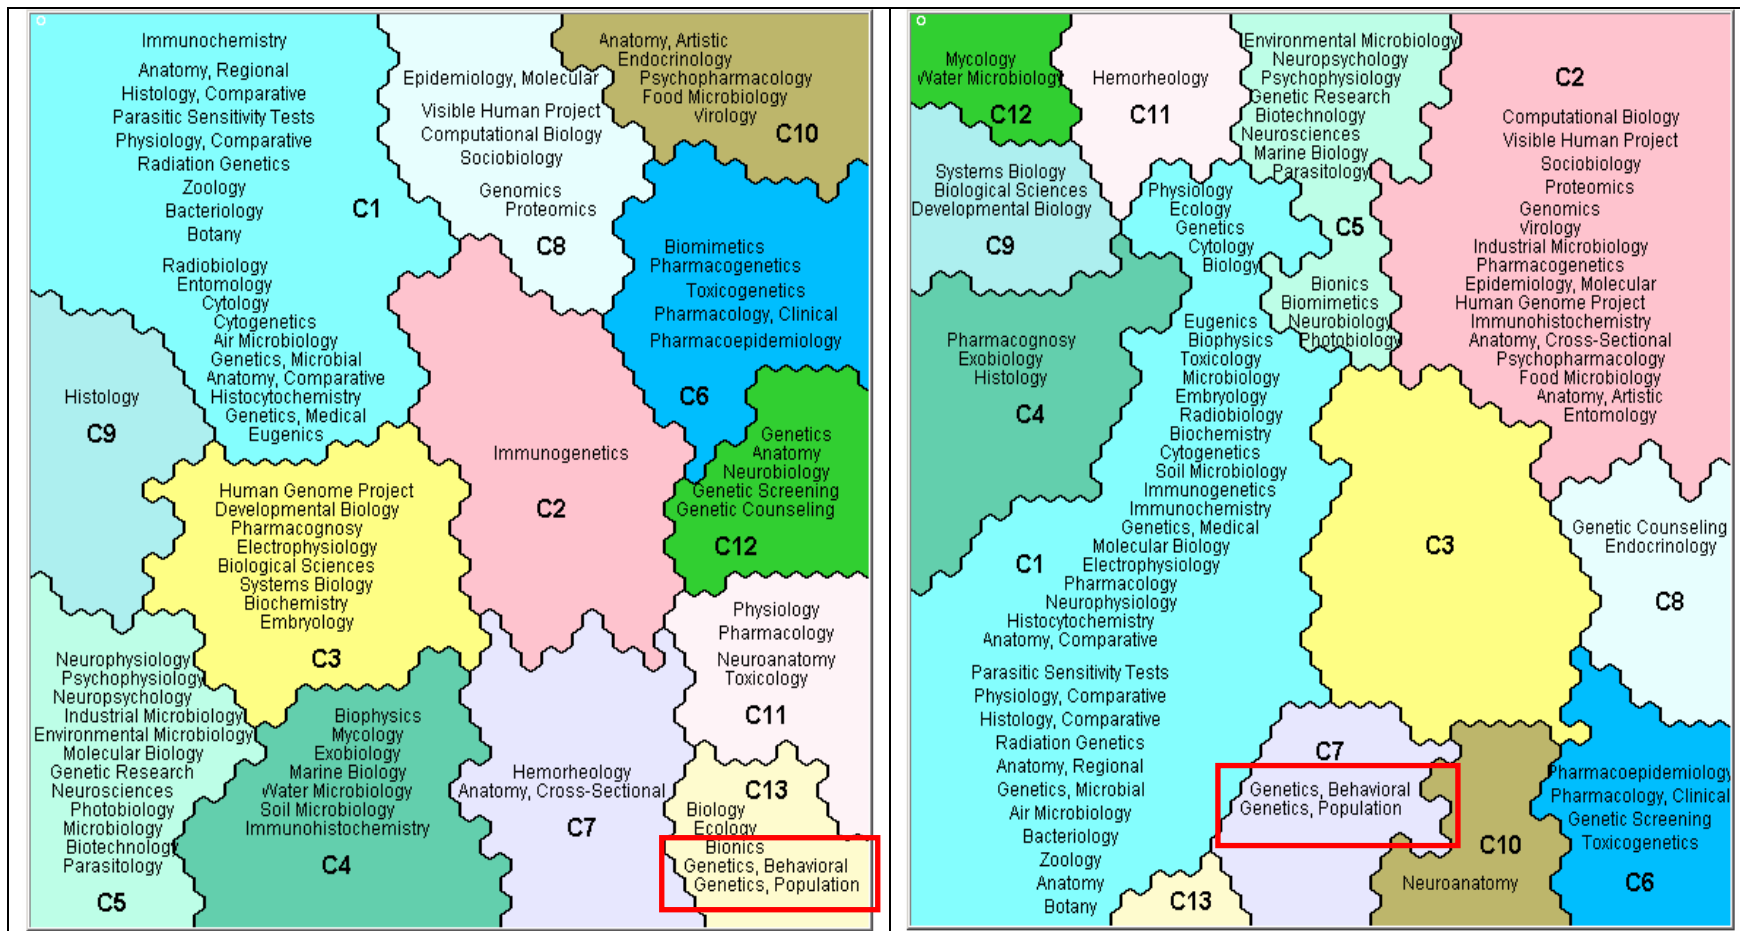 Immunochemistry
Anatomy, Regional
Histology, Comparative
Parasitic Sensitivity Tests
Physiology, Comparative
Radiation Genetics
Zoology
Bacteriology
Botany
C1
Radiobiology
Entomology
Cytology
Cytogenetics
Air Microbiology
Genetics, Microbial
Anatomy, Comparative
Histocytochemistry
Genetics, Medical
Eugenics
Epidemiology, Molecular
Visible Human Project
Computational Biology
Sociobiology
Genomics
Proteomics
C8
Anatomy, Artistic
Endocrinology
Psychopharmacology
Food Microbiology
Virology
C10
Biomimetics
Pharmacogenetics
Toxicogenetics
Pharmacology, Clinical
Pharmacoepidemiology
C6
Histology
C9
Immunogenetics
C2
Genetics
Anatomy
Neurobiology
Genetic Screening
Genetic Counseling
C12
Human Genome Project
Developmental Biology
Pharmacognosy
Electrophysiology
Biological Sciences
Systems Biology
Biochemistry
Embryology
C3
Physiology
Pharmacology
Neuroanatomy
Toxicology
C11
Neurophysiology
Psychophysiology
Neuropsychology
Industrial Microbiology
Environmental Microbiology
Molecular Biology
Genetic Research
Neurosciences
Photobiology
Microbiology
Biotechnology
Parasitology
C5
Biophysics
Mycology
Exobiology
Marine Biology
Water Microbiology
Soil Microbiology
Immunohistochemistry
C4
Hemorheology
Anatomy, Cross-Sectional
C7
C13
Biology
Ecology
Bionics
Genetics, Behavioral
Genetics, Population
Mycology
Water Microbiology
C12
Hemorheology
C11
Environmental Microbiology
Neuropsychology
Psychophysiology
Genetic Research
Biotechnology
Neurosciences
Marine Biology
Parasitology
C5
Bionics
Biomimetics
Neurobiology
Photobiology
C2
Computational Biology
Visible Human Project
Sociobiology
Proteomics
Genomics
Virology
Industrial Microbiology
Pharmacogenetics
Epidemiology, Molecular
Human Genome Project
Immunohistochemistry
Anatomy, Cross-Sectional
Psychopharmacology
Food Microbiology
Anatomy, Artistic
Entomology
Systems Biology
Biological Sciences
Developmental Biology
C9
Physiology
Ecology
Genetics
Cytology
Biology
Eugenics
Biophysics
Toxicology
Microbiology
Embryology
Radiobiology
Biochemistry
Cytogenetics
Soil Microbiology
Immunogenetics
Immunochemistry
Genetics, Medical
Molecular Biology
C1
Electrophysiology
Pharmacology
Neurophysiology
Histocytochemistry
Anatomy, Comparative
Parasitic Sensitivity Tests
Physiology, Comparative
Histology, Comparative
Radiation Genetics
Anatomy, Regional
Genetics, Microbial
Air Microbiology
Bacteriology
Zoology
Anatomy
Botany
Pharmacognosy
Exobiology
Histology
C4
C3
Genetic Counseling
Endocrinology
C8
C7
Genetics, Behavioral
Genetics, Population
C10
Neuroanatomy
C13
Pharmacoepidemiology
Pharmacology, Clinical
Genetic Screening
Toxicogenetics
C6